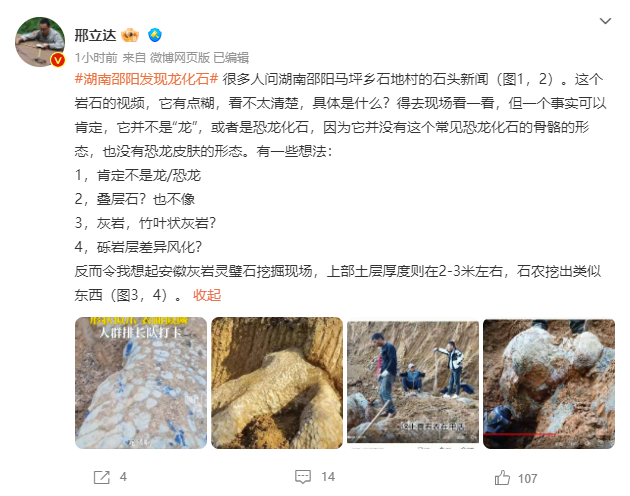 邢立达
1小时前 来自 微博网页版 已编辑
#湖南邵阳发现龙化石# 很多人问湖南邵阳马坪乡石地村的石头新闻（图1，2）。这个
岩石的视频，它有点糊，看不太清楚，具体是什么？得去现场看一看，但一个事实可以
肯定，它并不是“龙”，或者是恐龙化石，因为它并没有这个常见恐龙化石的骨骼的形
态，也没有恐龙皮肤的形态。有一些想法：
1，肯定不是龙/恐龙
2，叠层石？也不像
3，灰岩，竹叶状灰岩？
4，砾岩层差异风化？
反而令我想起安徽灰岩灵璧石挖掘现场，上部土层厚度则在2-3米左右，石农挖出类似
东西（图3，4）。 收起
人群排长队打卡
4
14
107